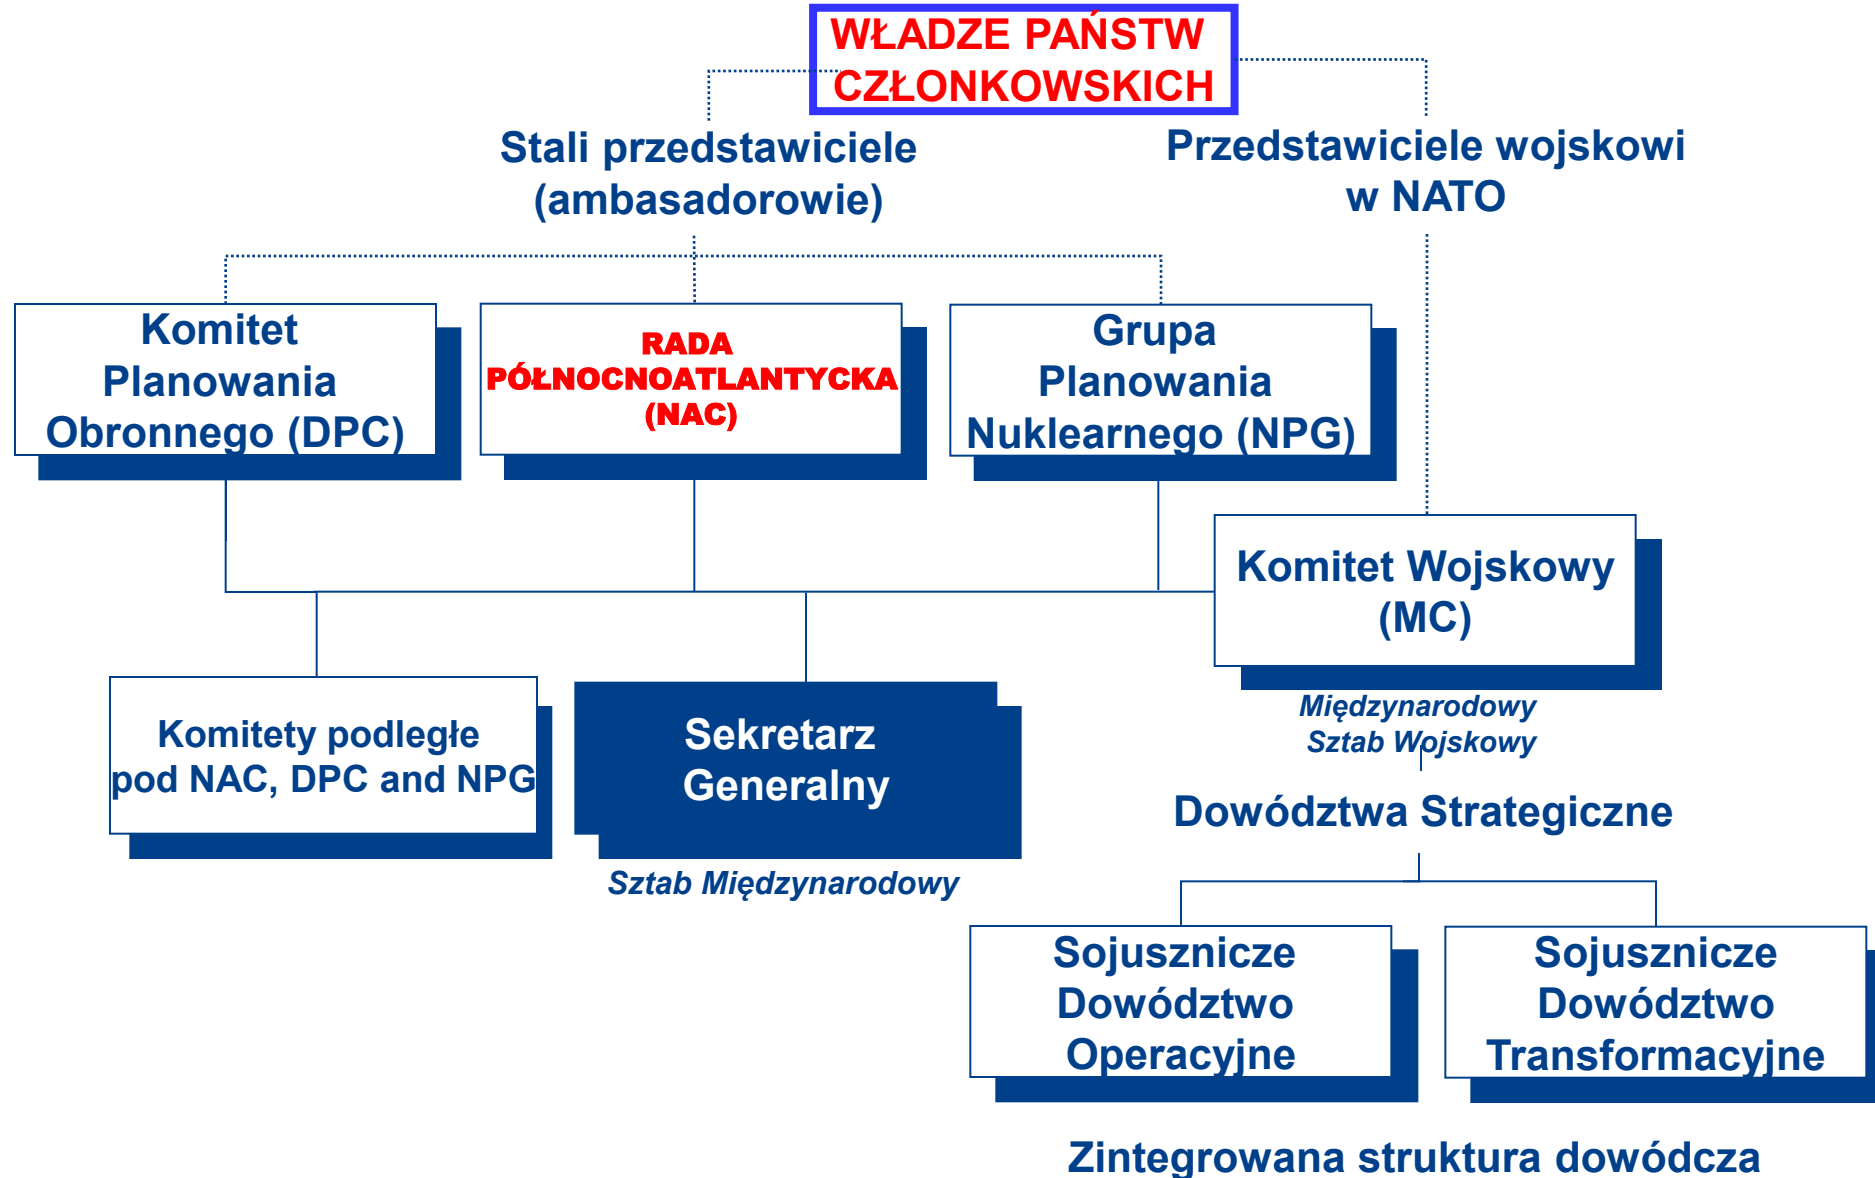 WŁADZE PAŃSTW
CZŁONKOWSKICH
Stali przedstawiciele
(ambasadorowie)
Przedstawiciele wojskowi
w NATO
Komitet
Planowania
Obronnego (DPC)
RADA
PÓŁNOCNOATLANTYCKA
(NAC)
Grupa
Planowania
Nuklearnego (NPG)
Komitet Wojskowy
(MC)
Międzynarodowy
Sztab Wojskowy
Komitety podległe
pod NAC, DPC and NPG
Sekretarz
Generalny
Sztab Międzynarodowy
Dowództwa Strategiczne
Sojusznicze
Dowództwo
Operacyjne
Sojusznicze
Dowództwo
Transformacyjne
Zintegrowana struktura dowódcza